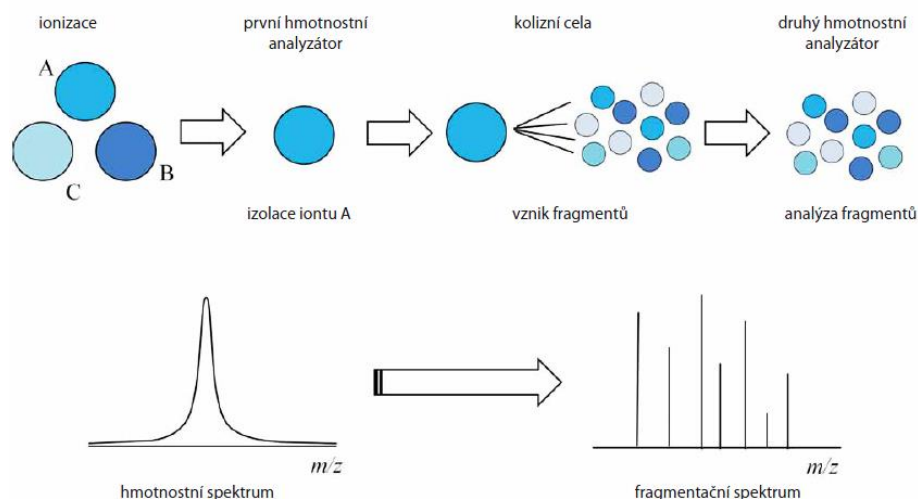 ionizace
první hmotnostní
analyzátor
kolizní cela
druhý hmotnostní
analyzátor
A
B
C
izolace iontu A
vznik fragmentů
analýza fragmentů
m/z
m/z
hmotnostní spektrum
fragmentační spektrum